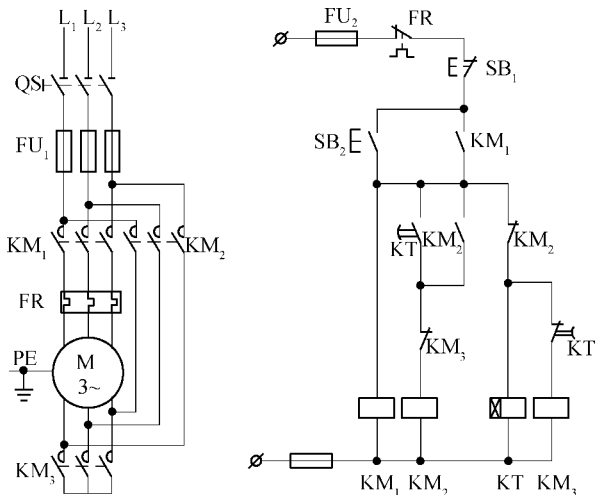 L₁ L₂ L₃
QS
FU₁
KM₁
KM₂
FR
PE
M
3~
KM₃
FU₂
FR
SB₁
SB₂
KM₁
KT
KM₂
KM₂
KM₃
KT
KM₁ KM₂ KT KM₃